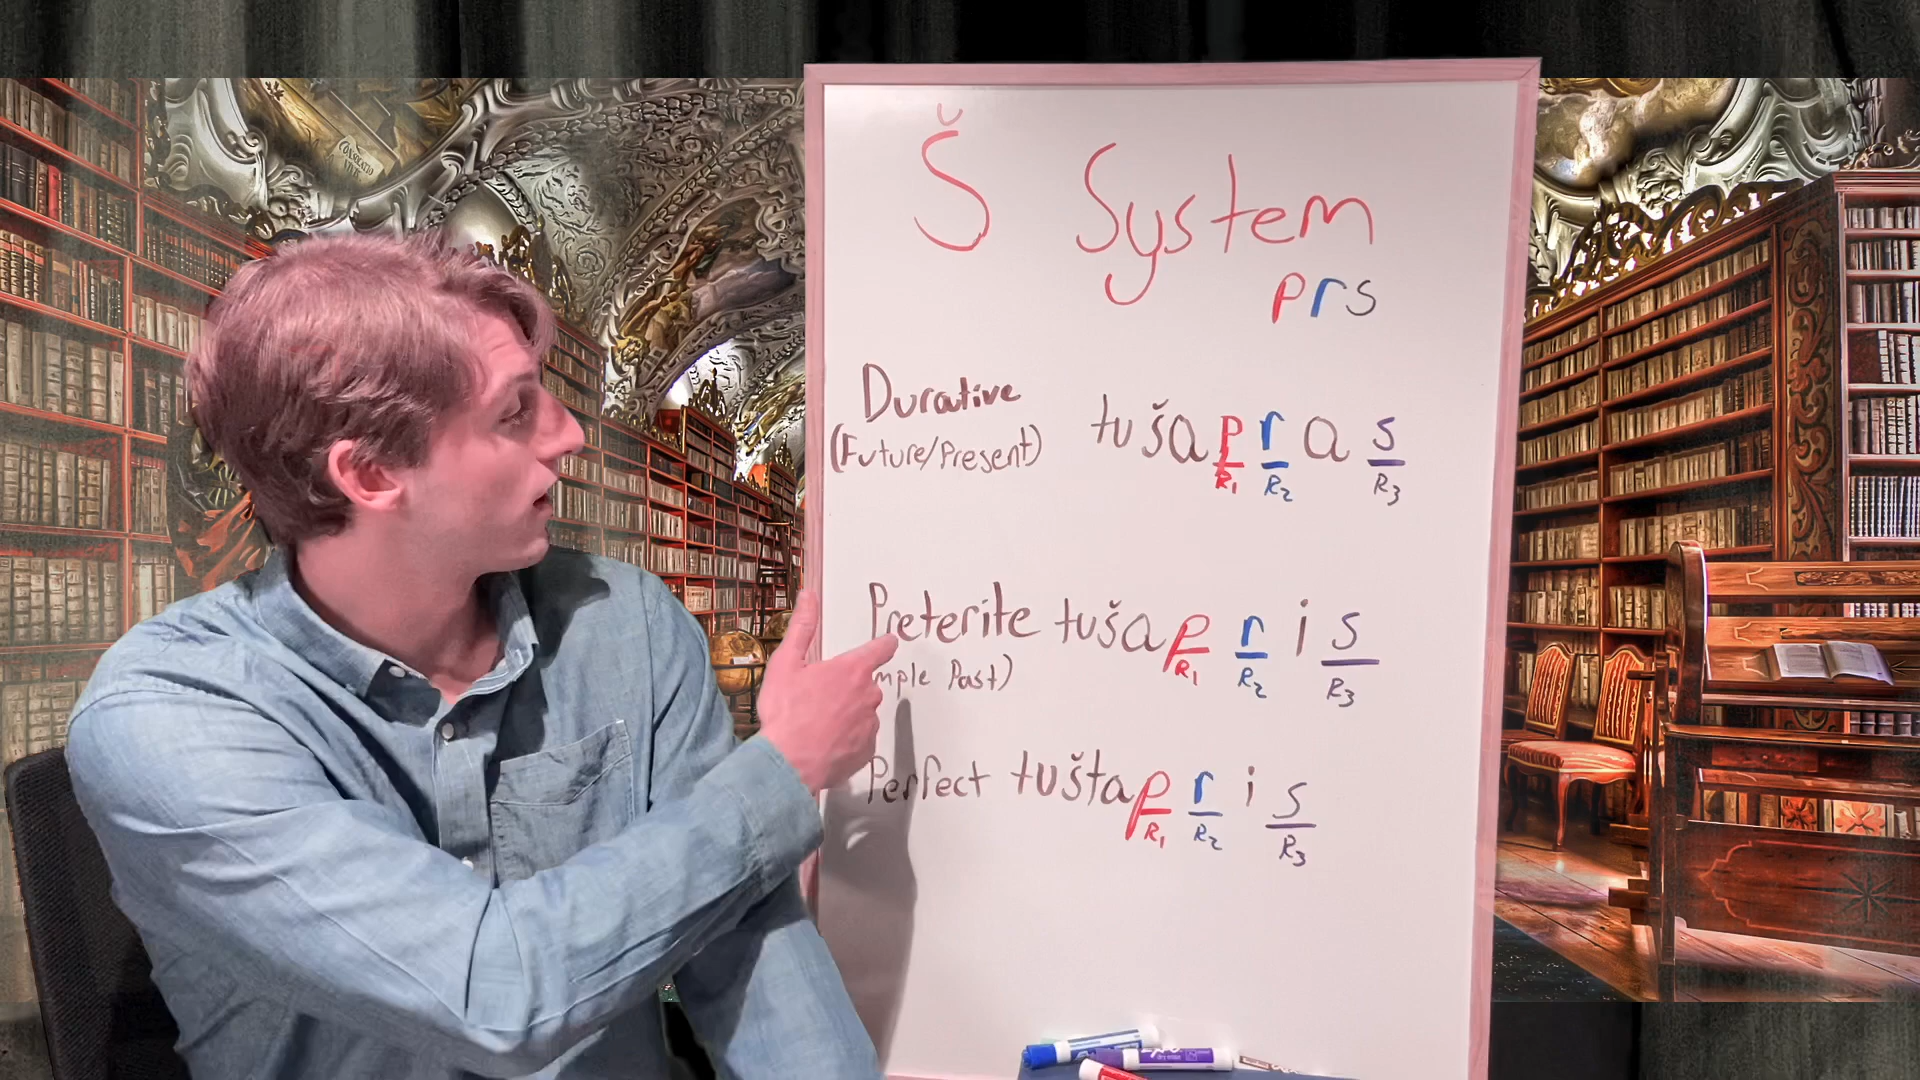 Š System
prs
Durative tušapras
R1 R2 R3
(Future/Present)
Preterite tušapris
R1 R2 R3
mple Past)
Perfect tuštapris
R1 R2 R3
CONSOLATIO